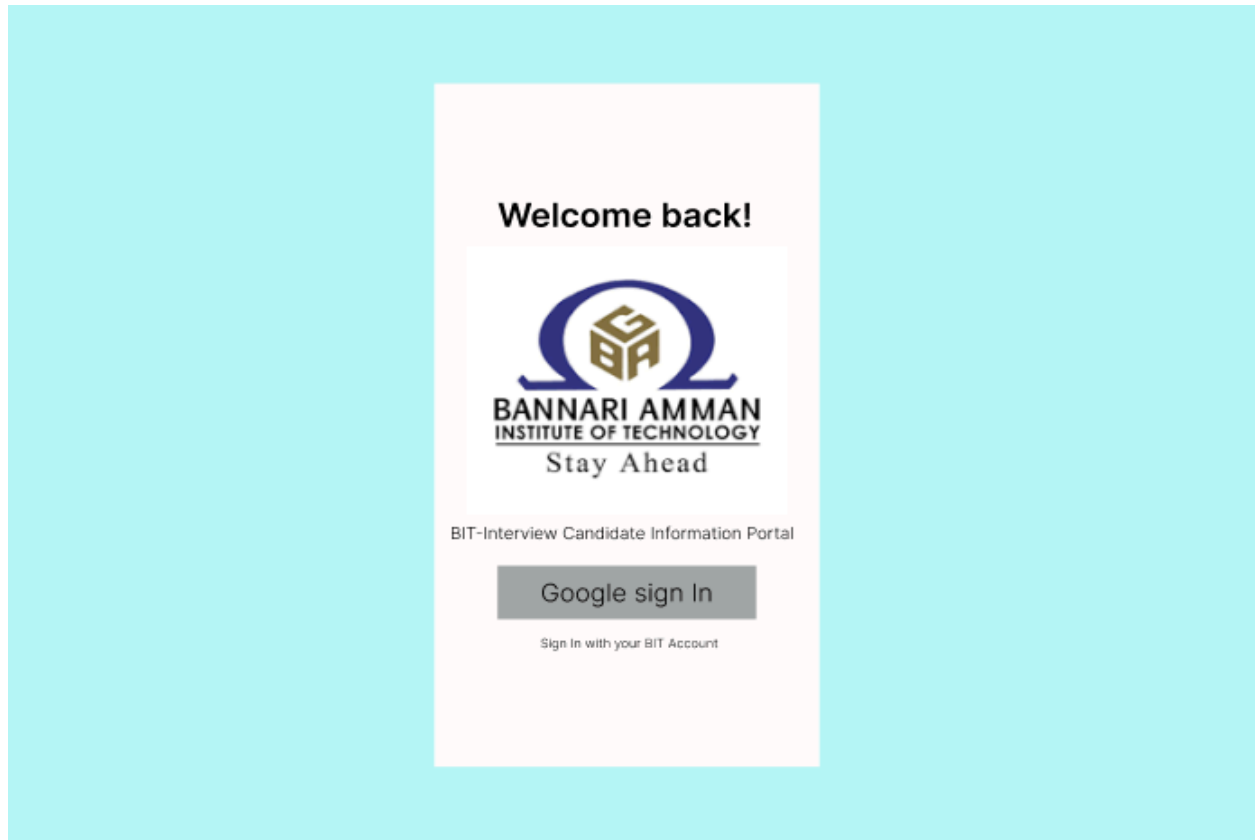 Welcome back!
G
BA
BANNARI AMMAN
INSTITUTE OF TECHNOLOGY
Stay Ahead
BIT-Interview Candidate Information Portal
Google sign In
Sign In with your BIT Account